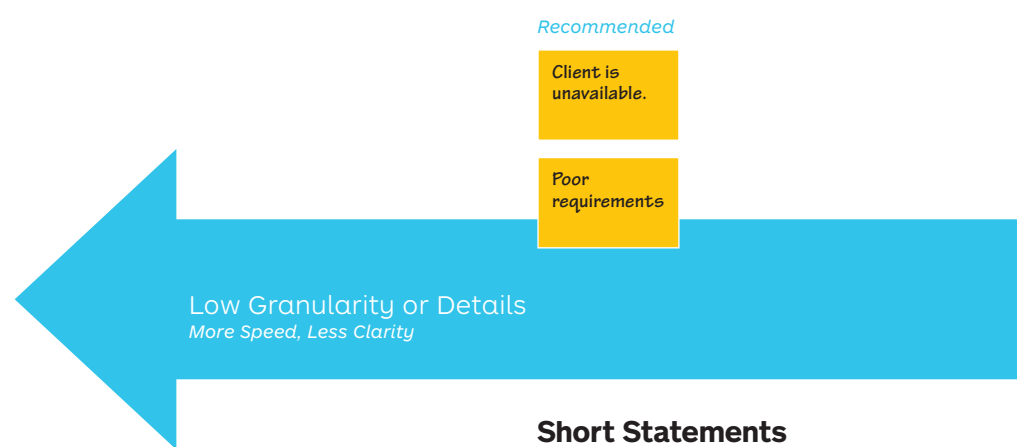 Recommended
Client is
unavailable.
Poor
requirements
Low Granularity or Details
More Speed, Less Clarity
Short Statements